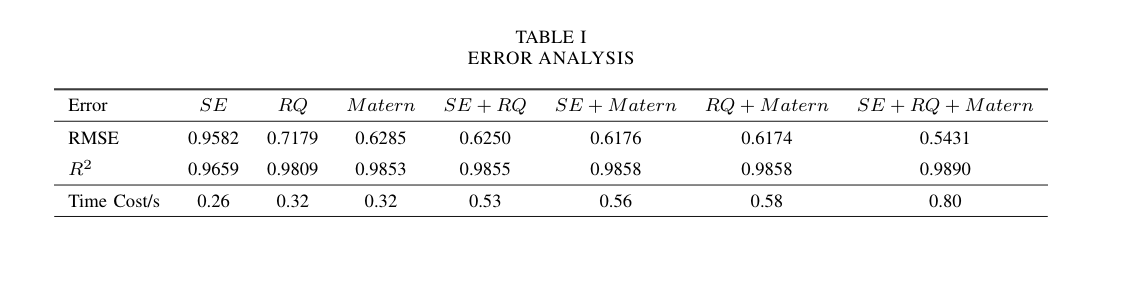 TABLE I
ERROR ANALYSIS
Error SE RQ Matern SE + RQ SE + Matern RQ + Matern SE + RQ + Matern
RMSE 0.9582 0.7179 0.6285 0.6250 0.6176 0.6174 0.5431
R² 0.9659 0.9809 0.9853 0.9855 0.9858 0.9858 0.9890
Time Cost/s 0.26 0.32 0.32 0.53 0.56 0.58 0.80